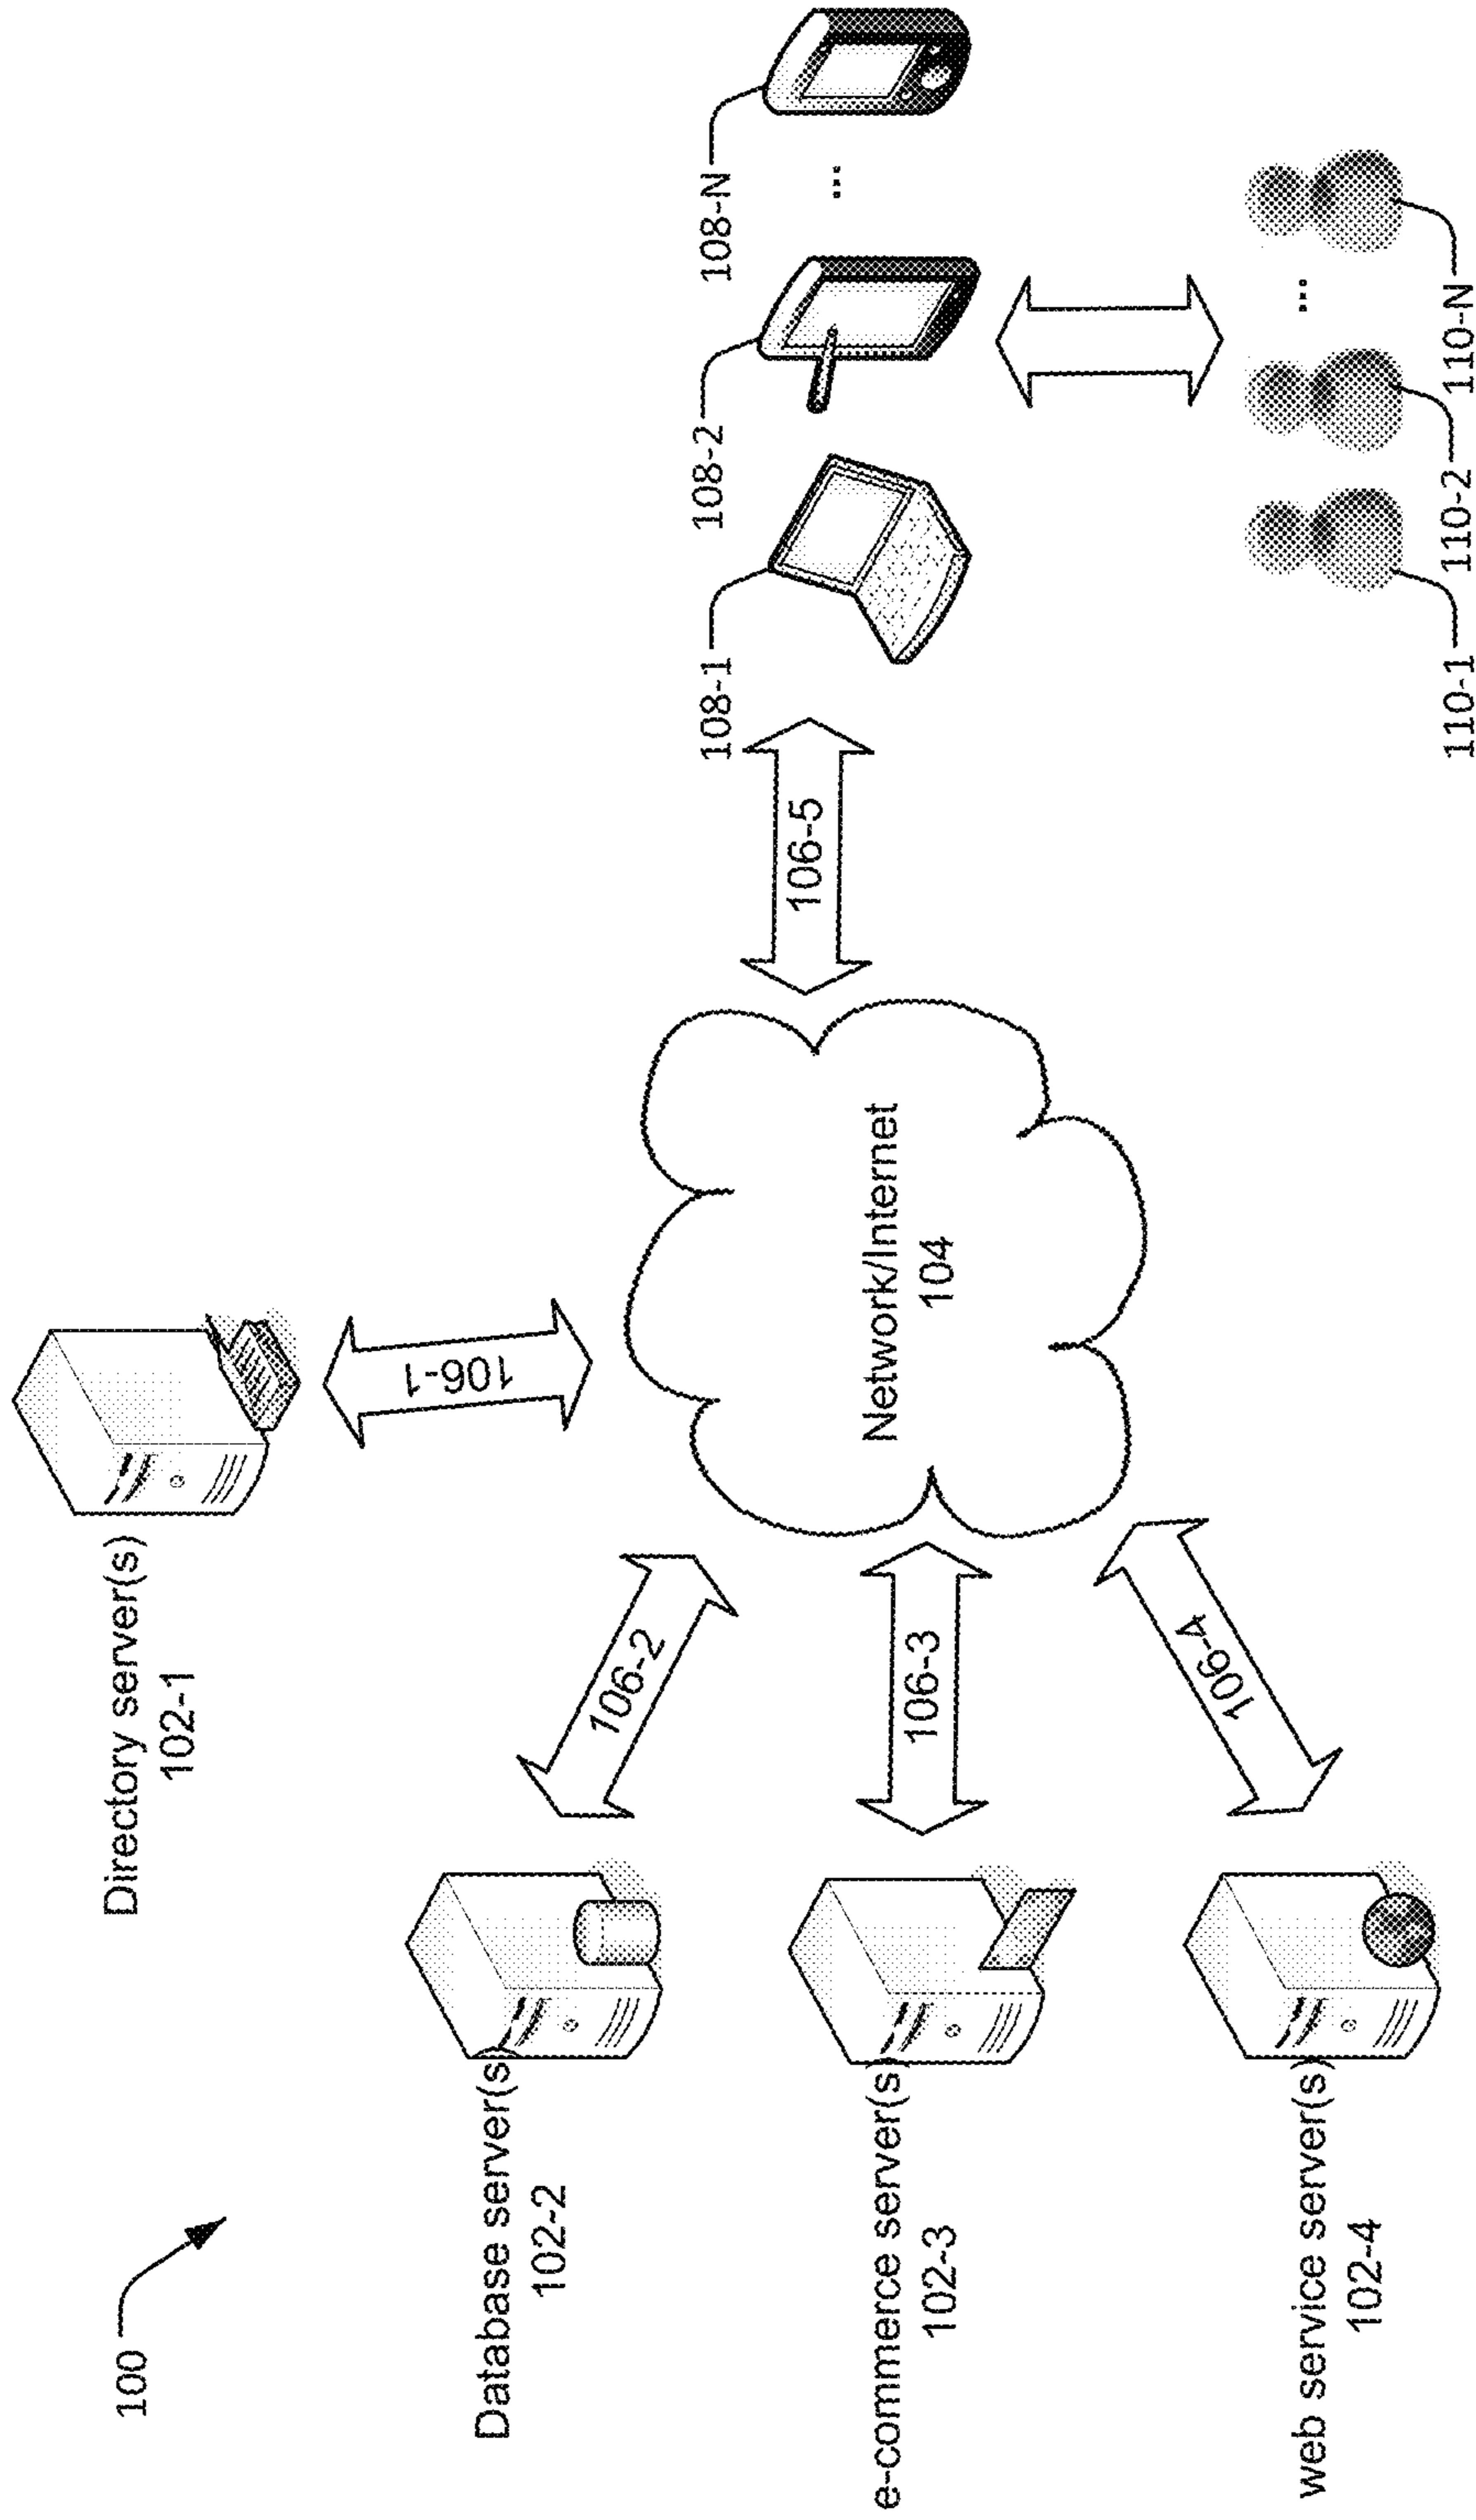 100
Directory server(s)
102-1
Database server(s)
102-2
e-commerce server(s)
102-3
web service server(s)
102-4
106-1
106-2
106-3
106-4
Network/Internet
104
106-5
108-1
108-2
...
108-N
110-1
110-2
...
110-N